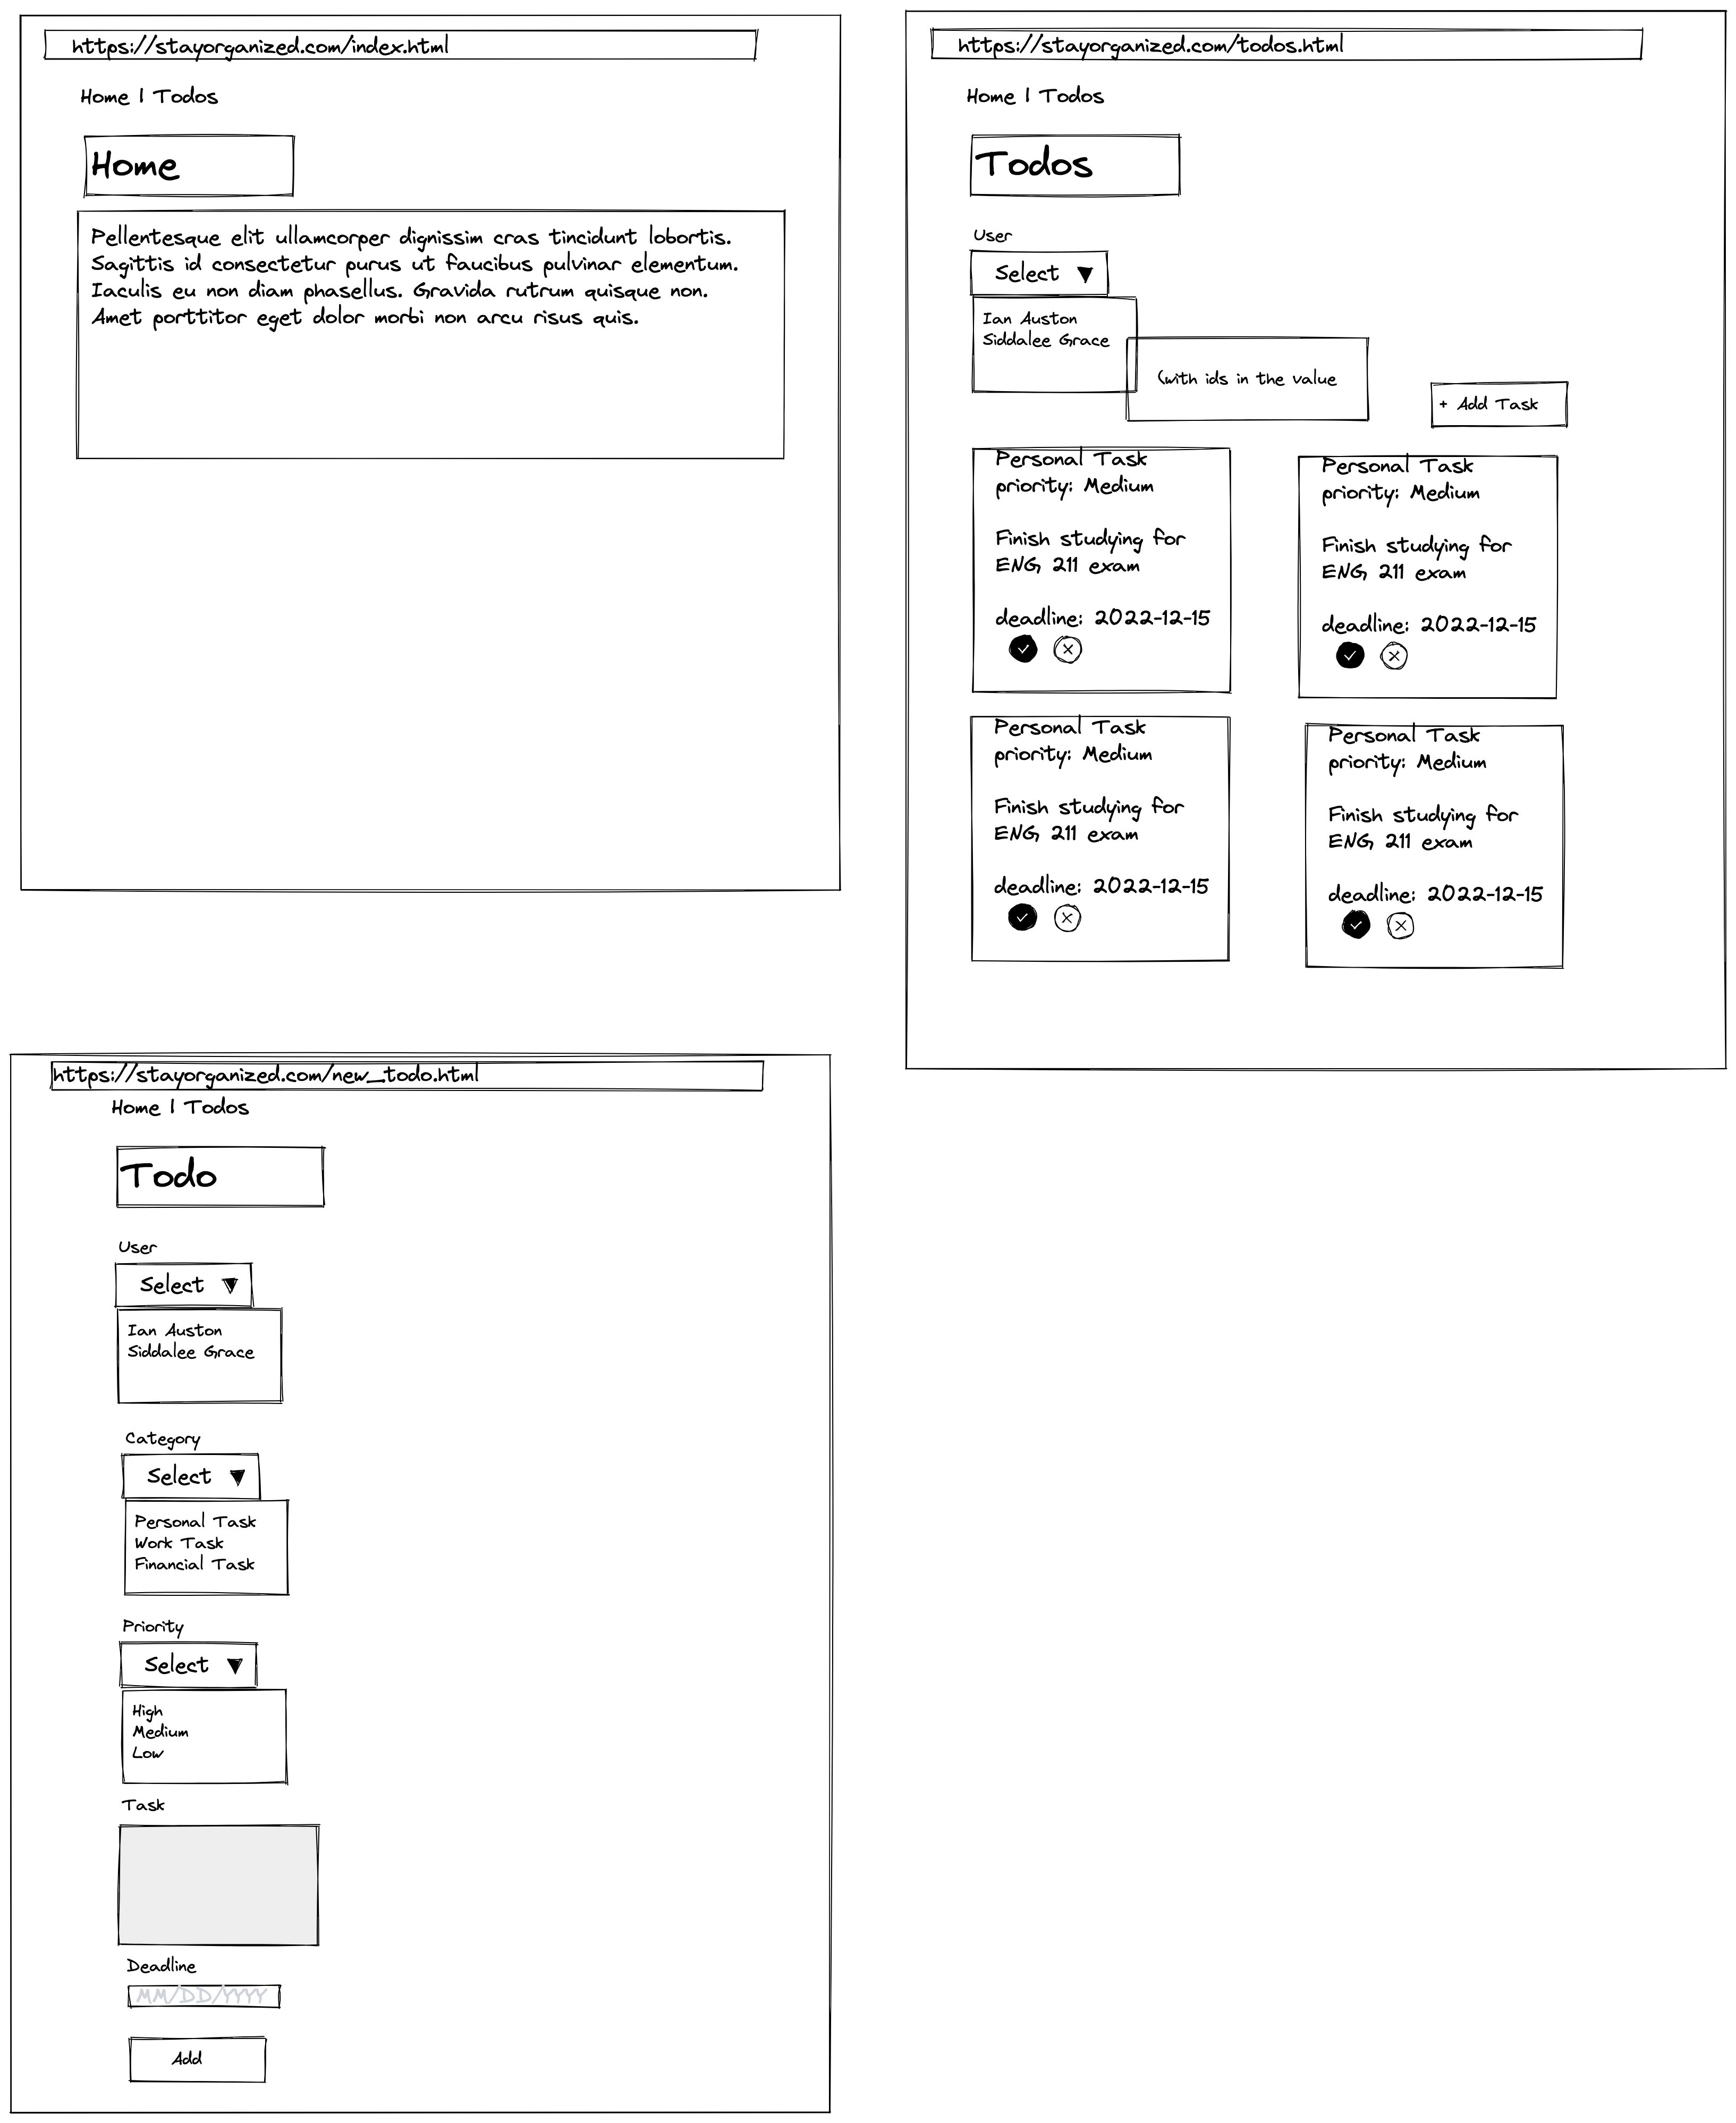 https://stayorganized.com/index.html
Home | Todos
Home
Pellentesque elit ullamcorper dignissim cras tincidunt lobortis.
Sagittis id consectetur purus ut faucibus pulvinar elementum.
Iaculis eu non diam phasellus. Gravida rutrum quisque non.
Amet porttitor eget dolor morbi non arcu risus quis.
https://stayorganized.com/todos.html
Home | Todos
Todos
User
Select ▼
Ian Auston
Siddalee Grace
(with ids in the value
+ Add Task
Personal Task
priority: Medium
Finish studying for
ENG 211 exam
deadline: 2022-12-15
Personal Task
priority: Medium
Finish studying for
ENG 211 exam
deadline: 2022-12-15
Personal Task
priority: Medium
Finish studying for
ENG 211 exam
deadline: 2022-12-15
Personal Task
priority: Medium
Finish studying for
ENG 211 exam
deadline: 2022-12-15
https://stayorganized.com/new_todo.html
Home | Todos
Todo
User
Select ▼
Ian Auston
Siddalee Grace
Category
Select ▼
Personal Task
Work Task
Financial Task
Priority
Select ▼
High
Medium
Low
Task
Deadline
MM/DD/YYYY
Add